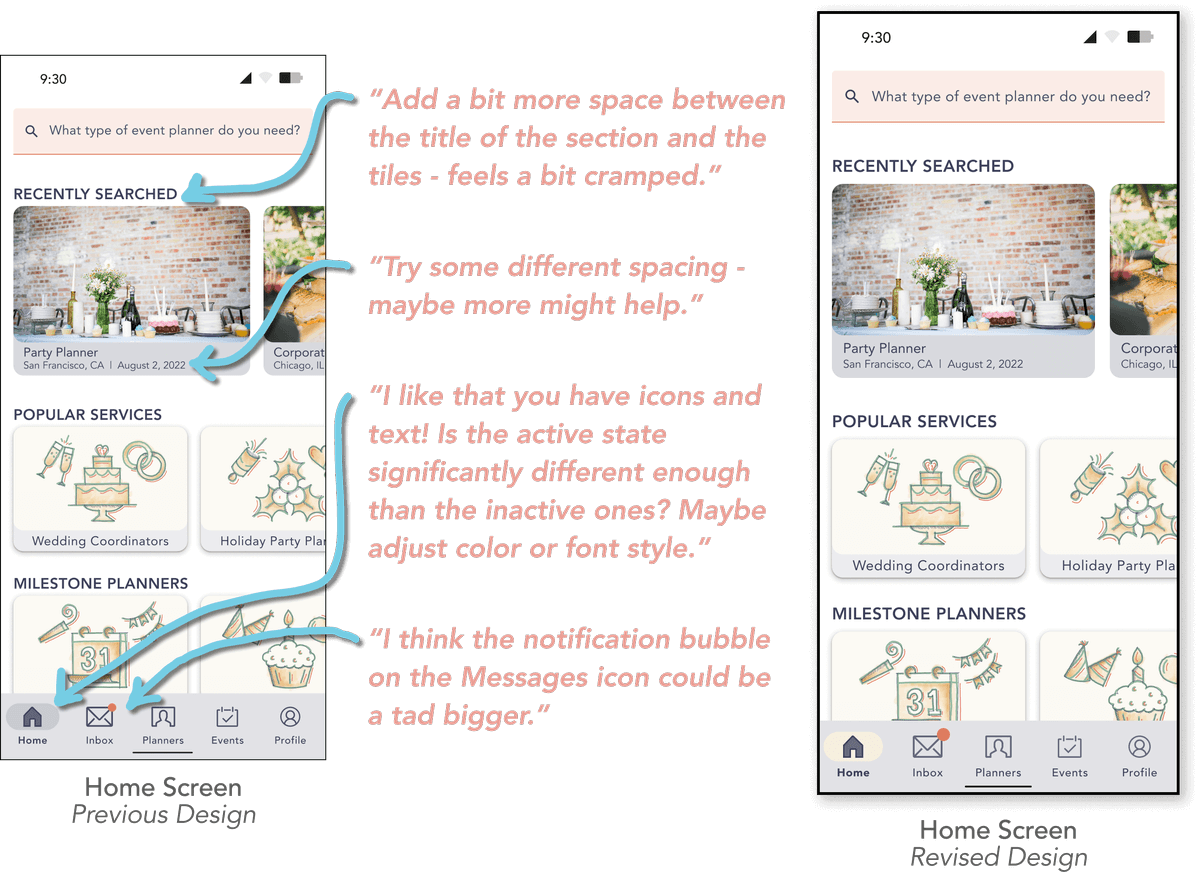 9:30
What type of event planner do you need?
RECENTLY SEARCHED
Party Planner
San Francisco, CA | August 2, 2022
Corporat
Chicago, IL
POPULAR SERVICES
Wedding Coordinators
Holiday Party Plan
MILESTONE PLANNERS
31
Home
Inbox
Planners
Events
Profile
Home Screen
Previous Design
“Add a bit more space between
the title of the section and the
tiles - feels a bit cramped.”
“Try some different spacing -
maybe more might help.”
“I like that you have icons and
text! Is the active state
significantly different enough
than the inactive ones? Maybe
adjust color or font style.”
“I think the notification bubble
on the Messages icon could be
a tad bigger.”
9:30
What type of event planner do you need?
RECENTLY SEARCHED
Party Planner
San Francisco, CA | August 2, 2022
Corporat
Chicago, IL
POPULAR SERVICES
Wedding Coordinators
Holiday Party Pla
MILESTONE PLANNERS
31
Home
Inbox
Planners
Events
Profile
Home Screen
Revised Design